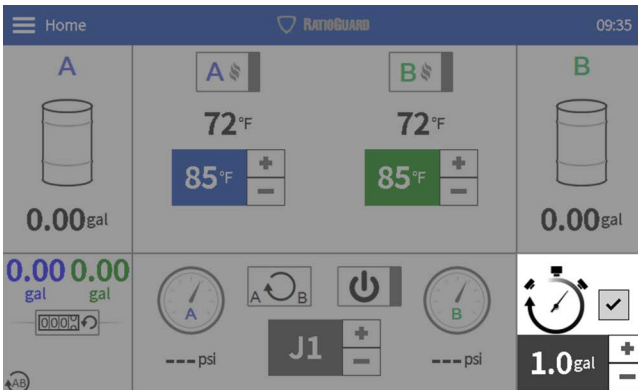 Home RATIOGUARD 09:35
A A B B
72°F 72°F
85°F + − 85°F + −
0.00gal 0.00gal
0.00 0.00
gal gal
A A B B
--- psi J1 + − --- psi 1.0gal + −
AB